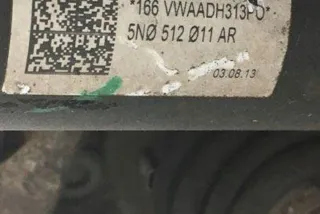 *166 VWAADH313PO*
5NØ 512 Ø11 AR
03.08.13